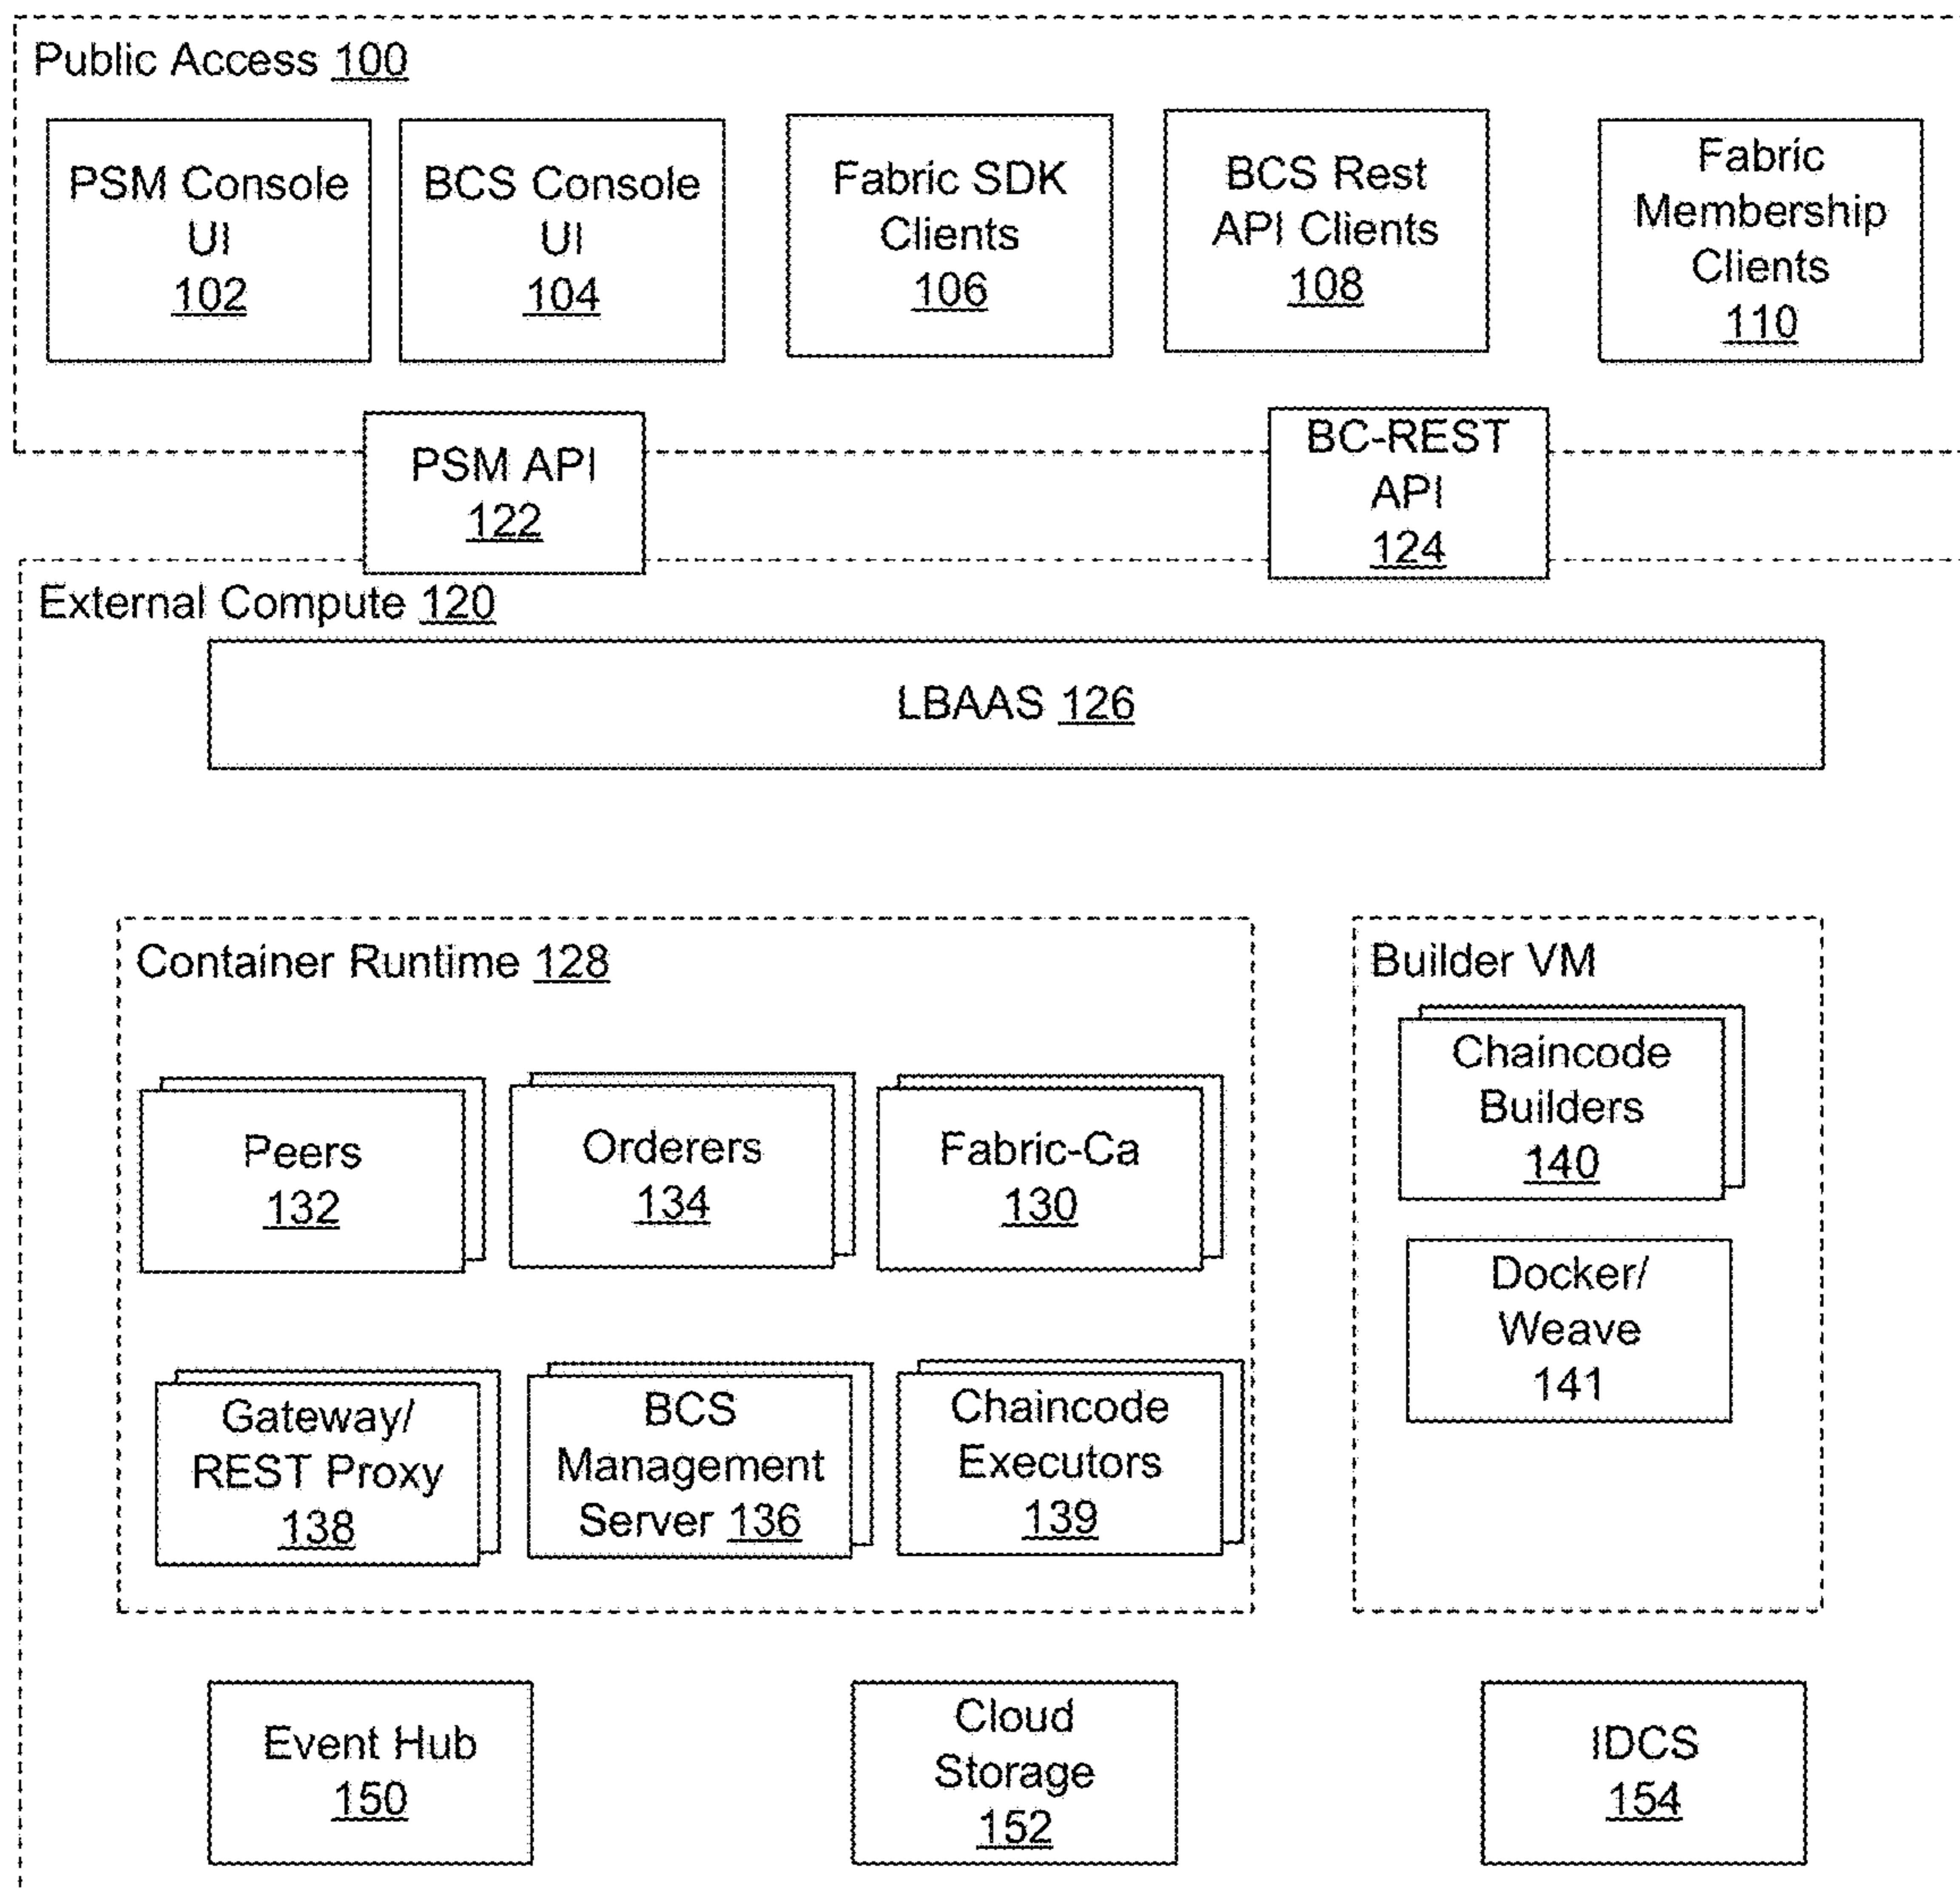 Public Access 100
PSM Console
UI
102
BCS Console
UI
104
Fabric SDK
Clients
106
BCS Rest
API Clients
108
Fabric
Membership
Clients
110
PSM API
122
BC-REST
API
124
External Compute 120
LBAAS 126
Container Runtime 128
Peers
132
Orderers
134
Fabric-Ca
130
Gateway/
REST Proxy
138
BCS
Management
Server 136
Chaincode
Executors
139
Builder VM
Chaincode
Builders
140
Docker/
Weave
141
Event Hub
150
Cloud
Storage
152
IDCS
154